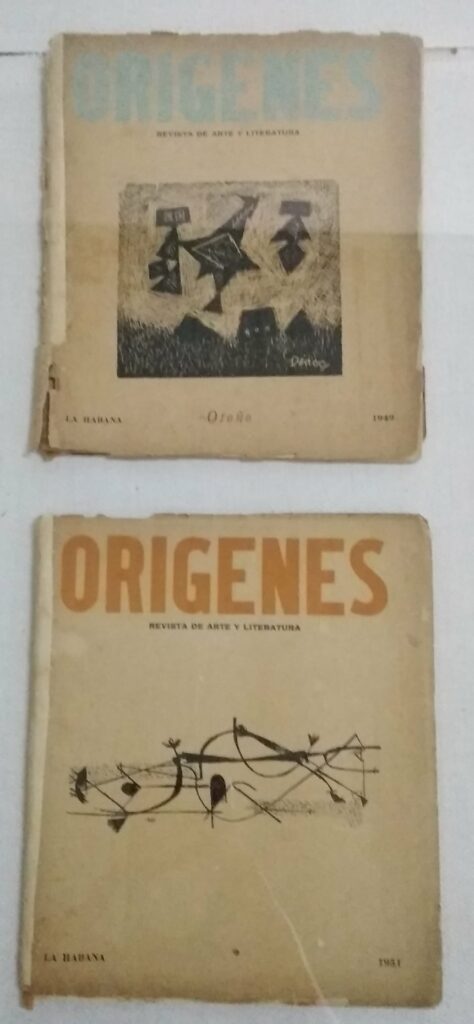 ORIGENES
REVISTA DE ARTE Y LITERATURA
LA HABANA Otoño 1949
ORIGENES
REVISTA DE ARTE Y LITERATURA
LA HABANA 1951